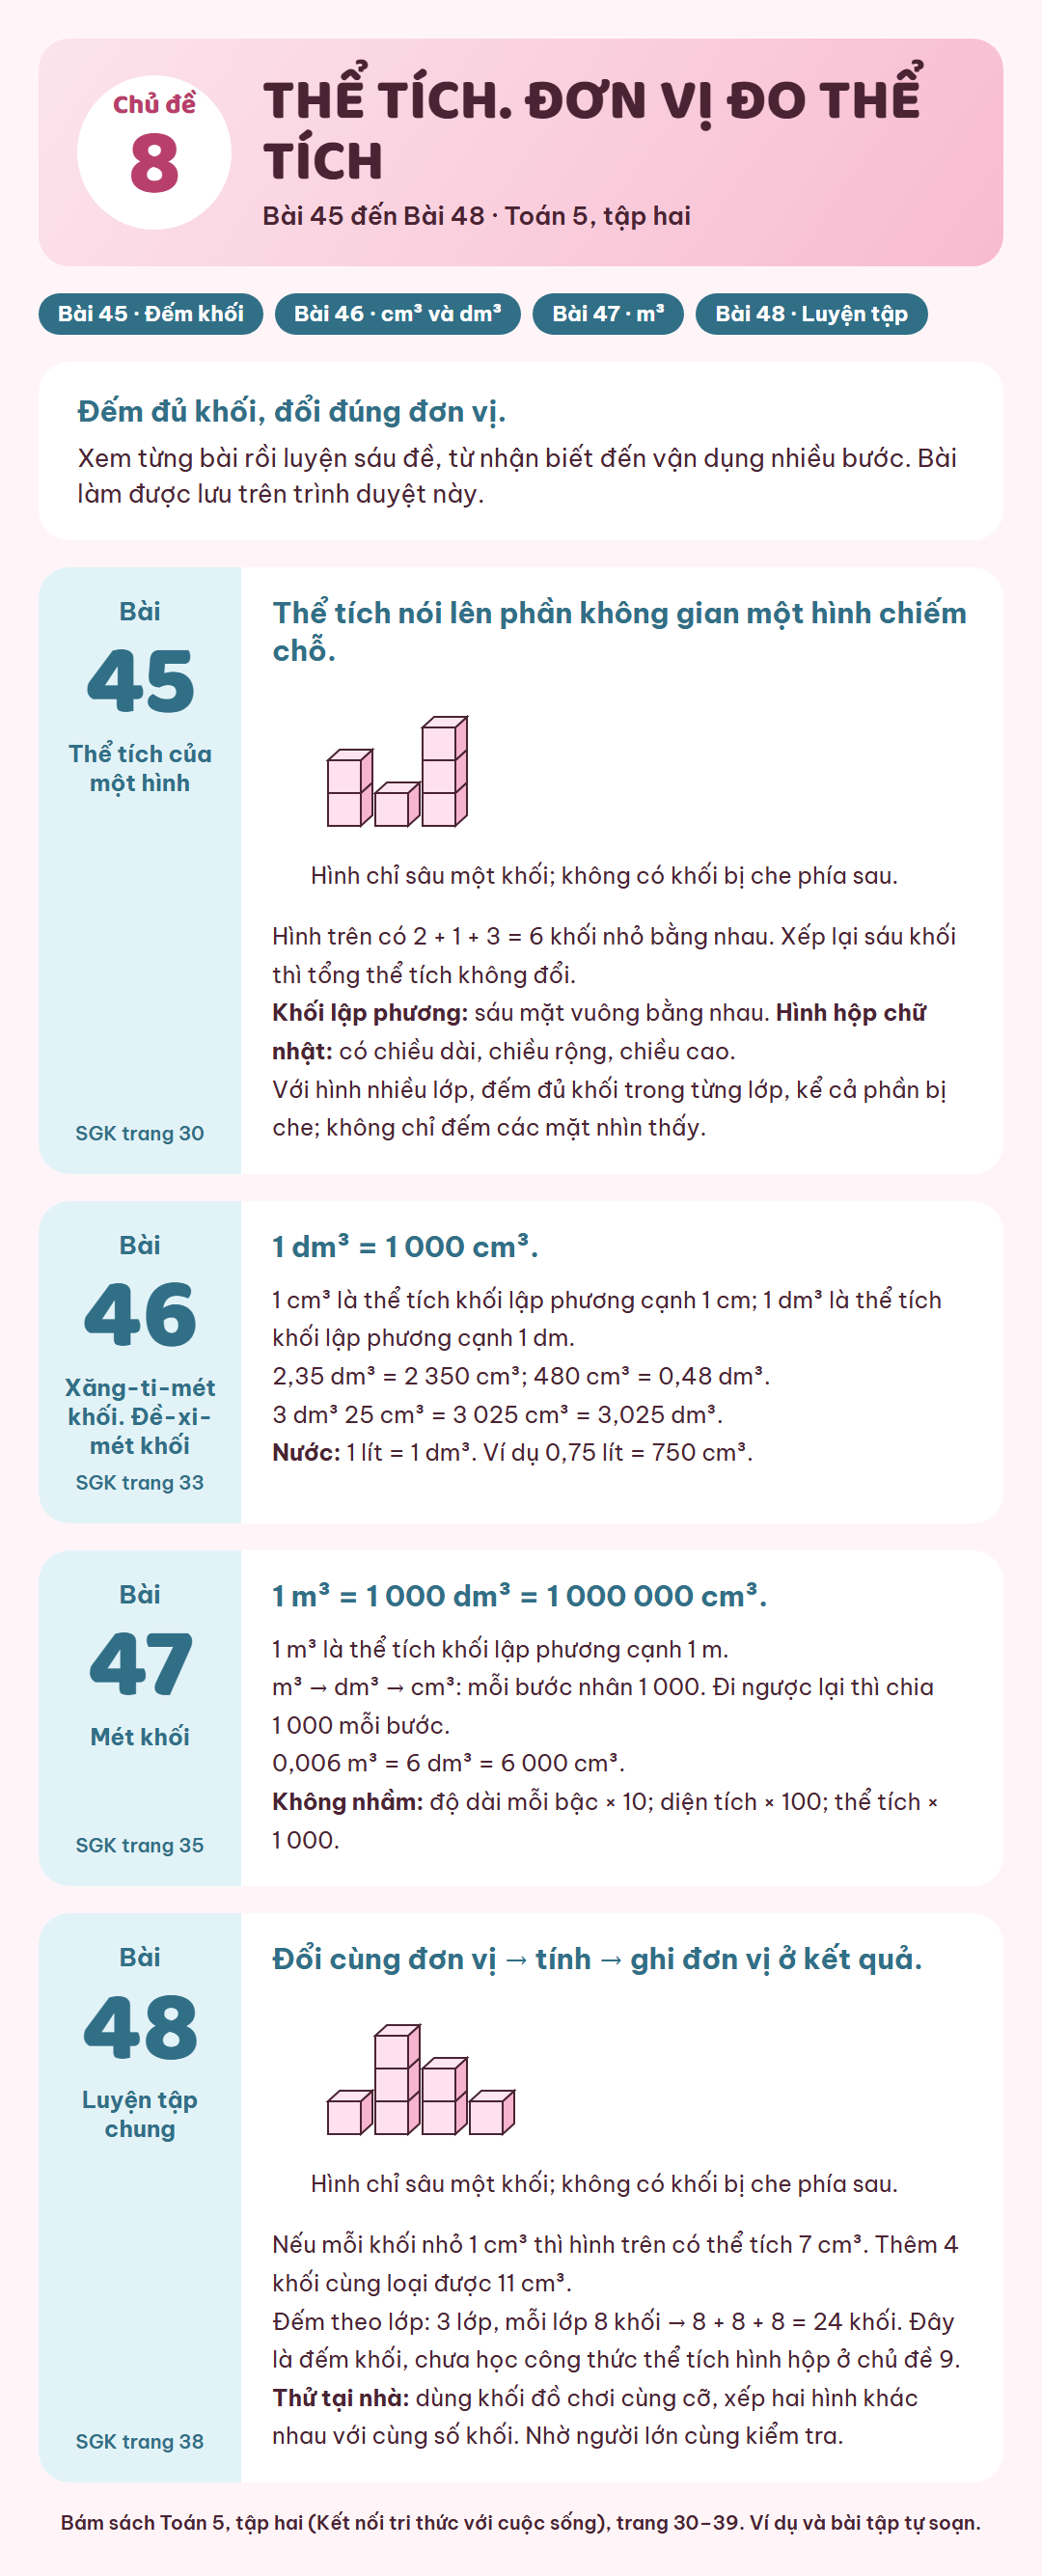 Chủ đề
8
THỂ TÍCH. ĐƠN VỊ ĐO THỂ
TÍCH
Bài 45 đến Bài 48 · Toán 5, tập hai
Bài 45 · Đếm khối
Bài 46 · cm³ và dm³
Bài 47 · m³
Bài 48 · Luyện tập
Đếm đủ khối, đổi đúng đơn vị.
Xem từng bài rồi luyện sáu đề, từ nhận biết đến vận dụng nhiều bước. Bài
làm được lưu trên trình duyệt này.
Bài
45
Thể tích của
một hình
SGK trang 30
Thể tích nói lên phần không gian một hình chiếm
chỗ.
Hình chỉ sâu một khối; không có khối bị che phía sau.
Hình trên có 2 + 1 + 3 = 6 khối nhỏ bằng nhau. Xếp lại sáu khối
thì tổng thể tích không đổi.
Khối lập phương: sáu mặt vuông bằng nhau. Hình hộp chữ
nhật: có chiều dài, chiều rộng, chiều cao.
Với hình nhiều lớp, đếm đủ khối trong từng lớp, kể cả phần bị
che; không chỉ đếm các mặt nhìn thấy.
Bài
46
Xăng-ti-mét
khối. Đề-xi-
mét khối
SGK trang 33
1 dm³ = 1 000 cm³.
1 cm³ là thể tích khối lập phương cạnh 1 cm; 1 dm³ là thể tích
khối lập phương cạnh 1 dm.
2,35 dm³ = 2 350 cm³; 480 cm³ = 0,48 dm³.
3 dm³ 25 cm³ = 3 025 cm³ = 3,025 dm³.
Nước: 1 lít = 1 dm³. Ví dụ 0,75 lít = 750 cm³.
Bài
47
Mét khối
SGK trang 35
1 m³ = 1 000 dm³ = 1 000 000 cm³.
1 m³ là thể tích khối lập phương cạnh 1 m.
m³ → dm³ → cm³: mỗi bước nhân 1 000. Đi ngược lại thì chia
1 000 mỗi bước.
0,006 m³ = 6 dm³ = 6 000 cm³.
Không nhầm: độ dài mỗi bậc × 10; diện tích × 100; thể tích ×
1 000.
Bài
48
Luyện tập
chung
SGK trang 38
Đổi cùng đơn vị → tính → ghi đơn vị ở kết quả.
Hình chỉ sâu một khối; không có khối bị che phía sau.
Nếu mỗi khối nhỏ 1 cm³ thì hình trên có thể tích 7 cm³. Thêm 4
khối cùng loại được 11 cm³.
Đếm theo lớp: 3 lớp, mỗi lớp 8 khối → 8 + 8 + 8 = 24 khối. Đây
là đếm khối, chưa học công thức thể tích hình hộp ở chủ đề 9.
Thử tại nhà: dùng khối đồ chơi cùng cỡ, xếp hai hình khác
nhau với cùng số khối. Nhờ người lớn cùng kiểm tra.
Bám sách Toán 5, tập hai (Kết nối tri thức với cuộc sống), trang 30–39. Ví dụ và bài tập tự soạn.